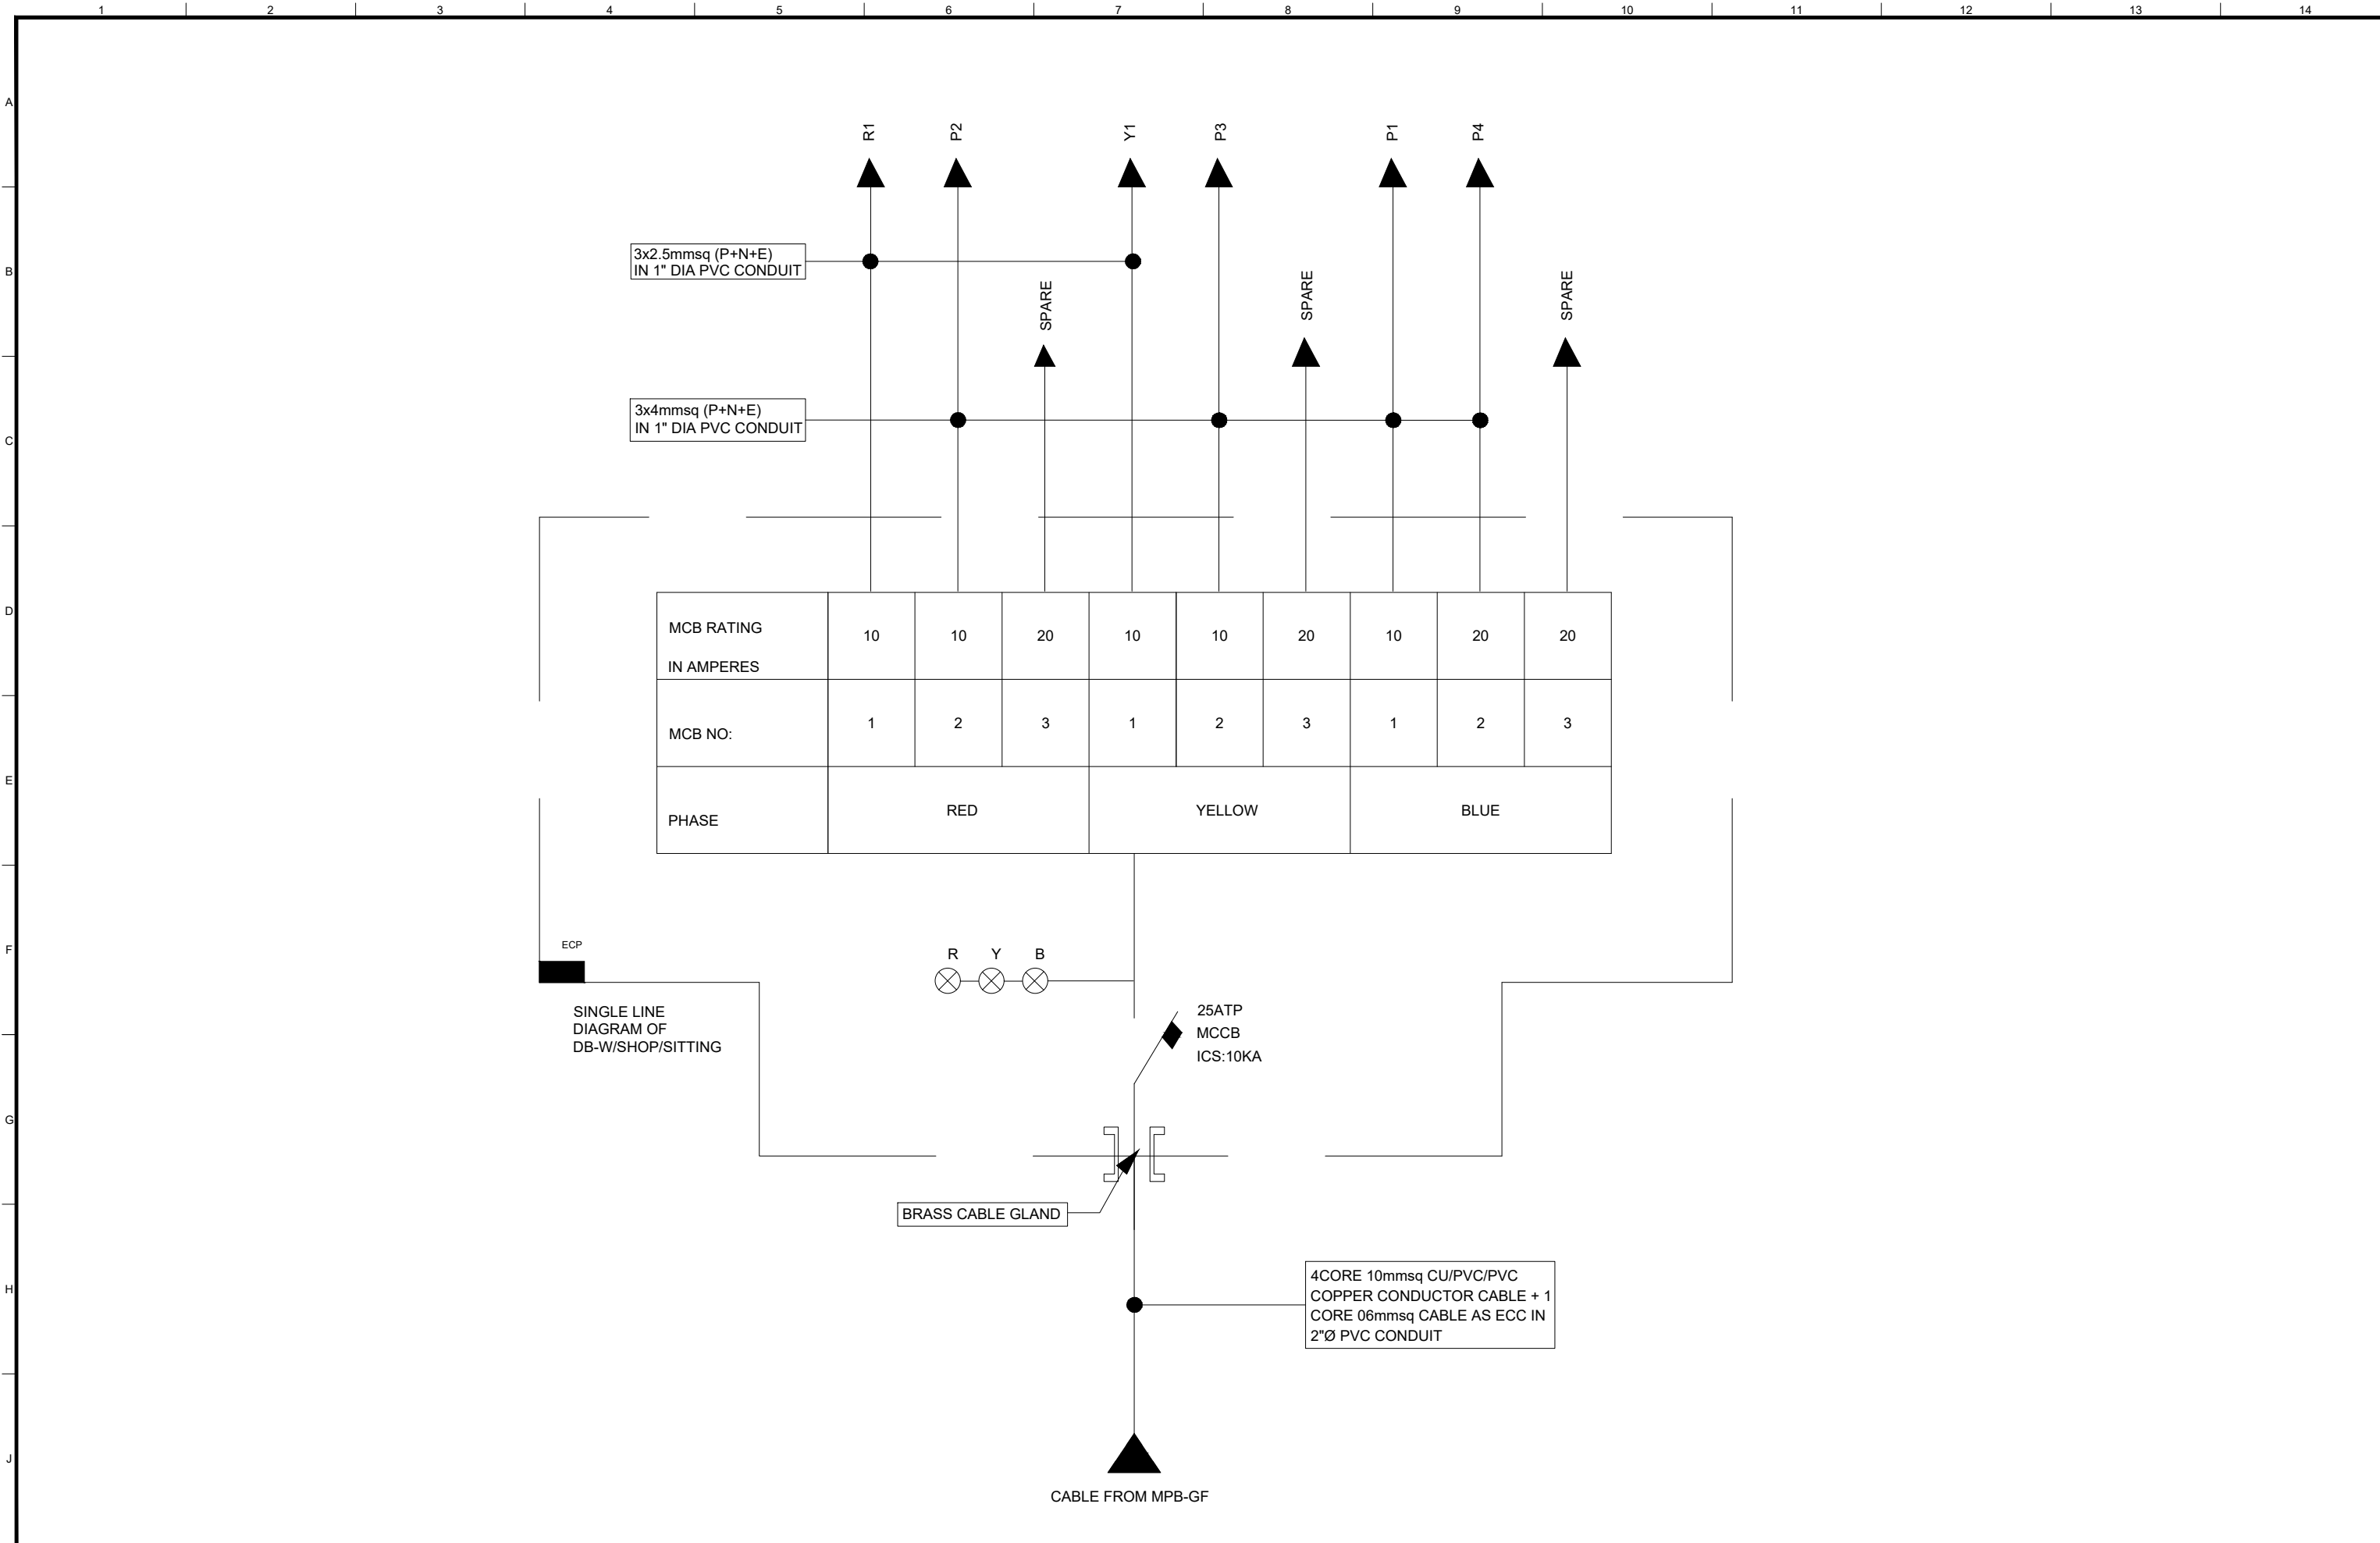 1 2 3 4 5 6 7 8 9 10 11 12 13 14
A
R1 P2 Y1 P3 P1 P4
B
3x2.5mmsq (P+N+E)
IN 1" DIA PVC CONDUIT
SPARE SPARE SPARE
C
3x4mmsq (P+N+E)
IN 1" DIA PVC CONDUIT
D
MCB RATING
IN AMPERES
10 10 20 10 10 20 10 20 20
MCB NO:
1 2 3 1 2 3 1 2 3
E
PHASE
RED YELLOW BLUE
F
ECP
R Y B
SINGLE LINE
DIAGRAM OF
DB-W/SHOP/SITTING
25ATP
MCCB
ICS:10KA
G
BRASS CABLE GLAND
H
4CORE 10mmsq CU/PVC/PVC
COPPER CONDUCTOR CABLE + 1
CORE 06mmsq CABLE AS ECC IN
2"Ø PVC CONDUIT
J
CABLE FROM MPB-GF